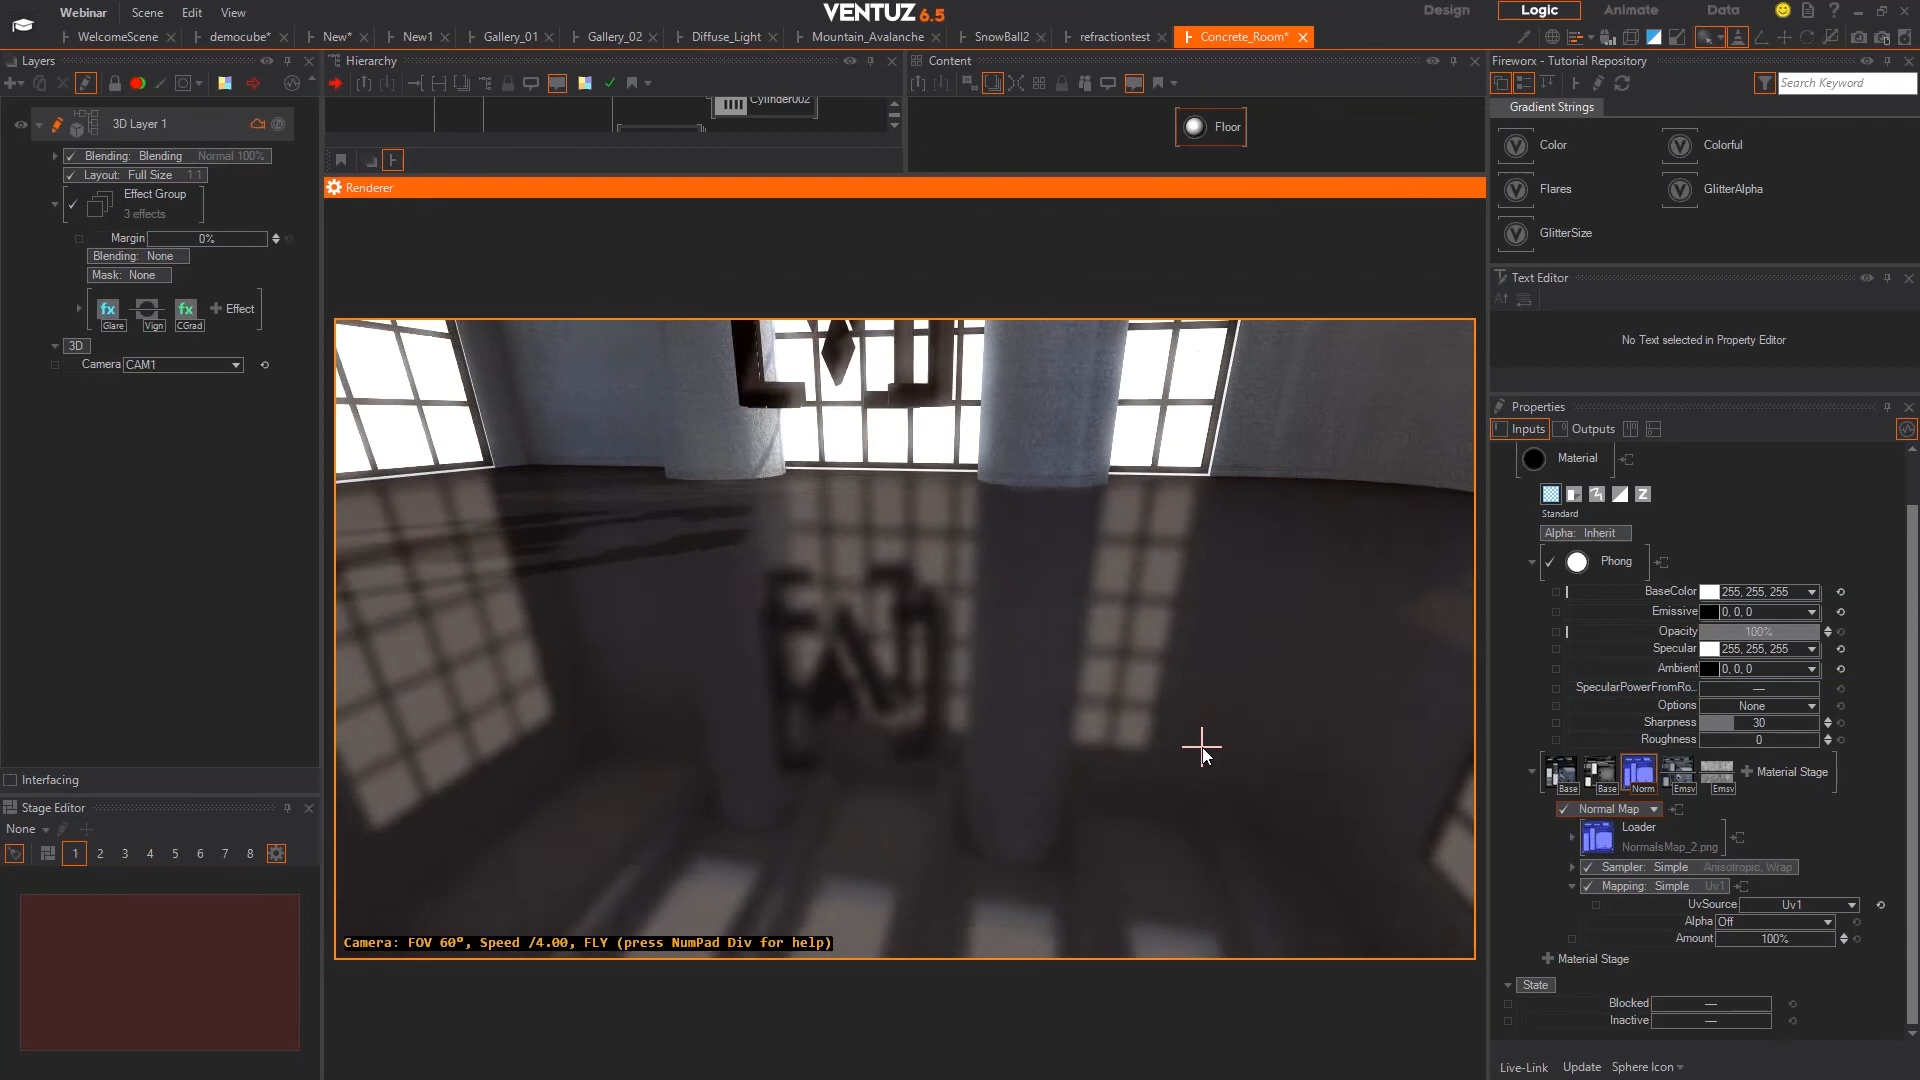 Webinar Scene Edit View
VENTUZ 6.5
Design Logic Animate Data
WelcomeScene democube* New* New1 Gallery_01 Gallery_02 Diffuse_Light Mountain_Avalanche SnowBall2 refractiontest Concrete_Room*
Layers
Hierarchy
Content
Fireworx - Tutorial Repository
Search Keyword
Cylinder002
Floor
Renderer
3D Layer 1
Blending: Blending Normal 100%
Layout: Full Size 1:1
Effect Group
3 effects
Margin 0%
Blending: None
Mask: None
fx fx Effect
Glare Vign CGrad
3D
Camera CAM1
Interfacing
Stage Editor
None
1 2 3 4 5 6 7 8
Camera: FOV 60°, Speed /4.00, FLY (press NumPad Div for help)
Gradient Strings
Color Colorful
Flares GlitterAlpha
GlitterSize
Text Editor
No Text selected in Property Editor
Properties
Inputs Outputs
Material
Standard
Alpha: Inherit
Phong
BaseColor 255, 255, 255
Emissive 0, 0, 0
Opacity 100%
Specular 255, 255, 255
Ambient 0, 0, 0
SpecularPowerFromRo... —
Options None
Sharpness 30
Roughness 0
Material Stage
Base Base Norm Emsv Emsv
Normal Map
Loader
NormalsMap_2.png
Sampler: Simple Anisotropic, Wrap
Mapping: Simple Uv1
UvSource Uv1
Alpha Off
Amount 100%
Material Stage
State
Blocked —
Inactive —
Live-Link Update Sphere Icon